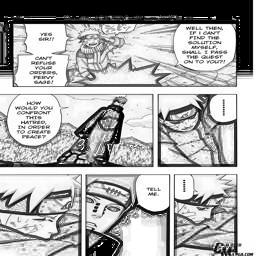 WELL THEN,
IF I CAN'T
FIND THE
SOLUTION
MYSELF,
SHALL I PASS
THE QUEST
ON TO YOU?!
YES
SIR!!
CAN'T
REFUSE
YOUR
ORDERS,
PERVY
SAGE!
........
HOW
WOULD YOU
CONFRONT
THIS
HATRED,
IN ORDER
TO CREATE
PEACE?
........
TELL
ME.